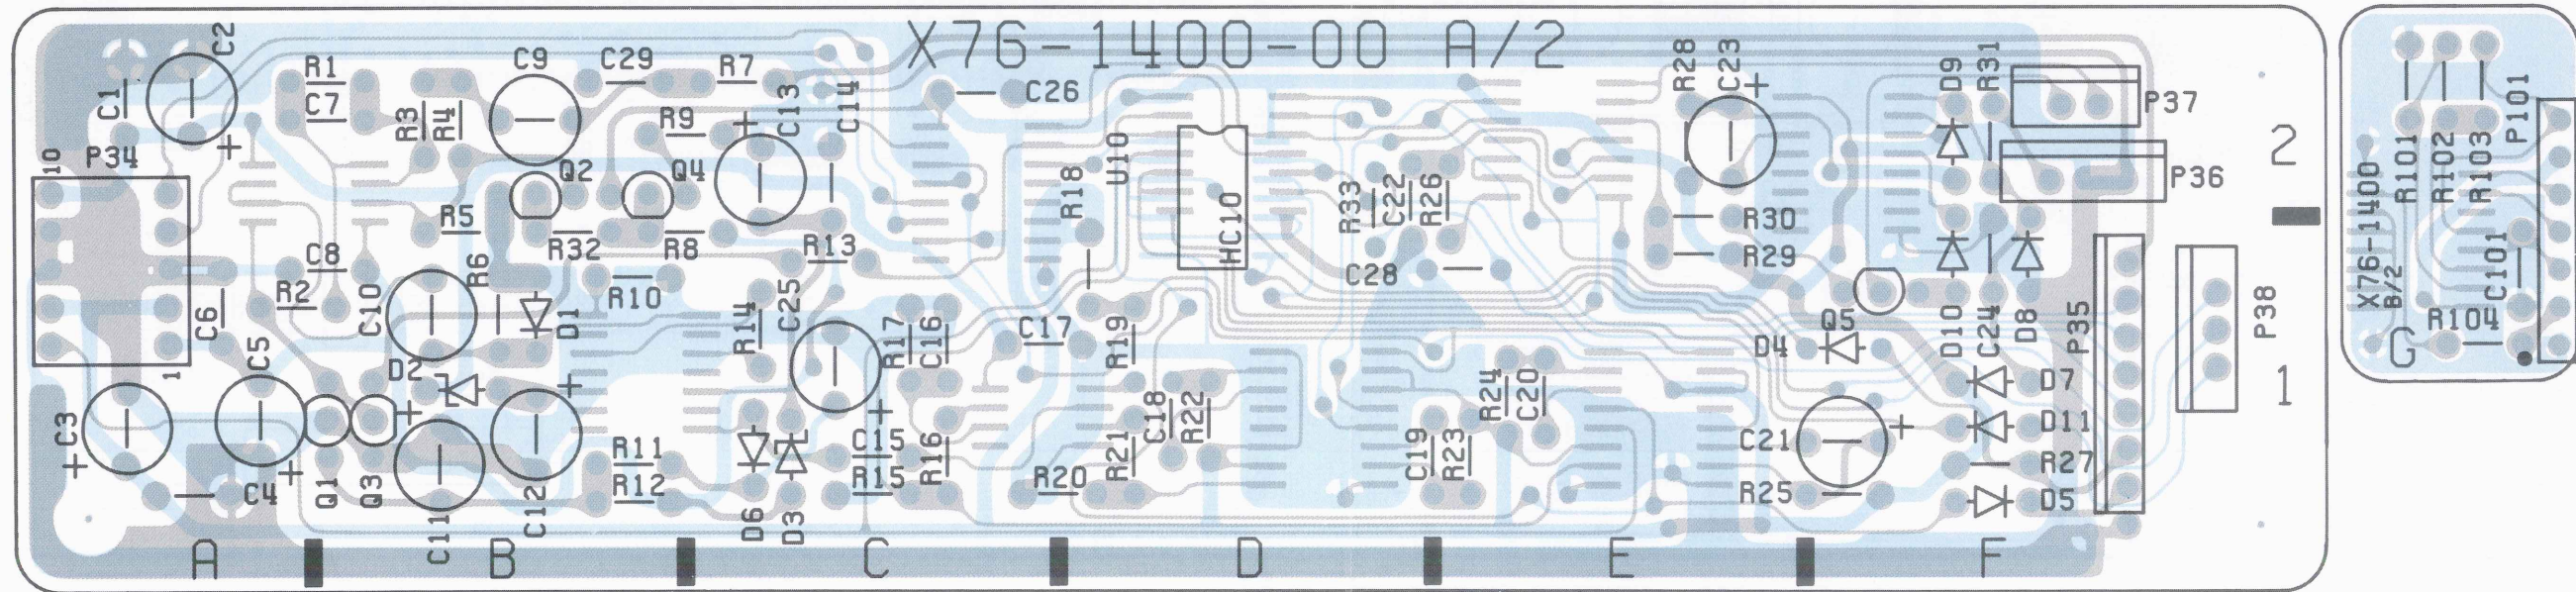 X76-1400-00 A/2
C2
C1
R1
C7
C9
C29
R7
R3
R4
R9
C13
C14
C26
R28
C23
D9
R31
P37
P101
10
P34
Q2
Q4
U10
R18
HC10
R33
C22
R26
2
P36
R101
R102
R103
X76-1400
B/2
R5
R32
R8
R13
R30
R29
C8
R6
R10
C28
C101
R2
C6
C10
D1
R14
C25
R17
C16
C17
R19
Q5
D4
D10
C24
D8
P35
P38
R104
G
1
C5
D2
R24
C20
D7
1
C3
C18
R22
D11
C21
R11
C15
R16
R21
C19
R23
R27
C4
Q1
Q3
C11
C12
R12
D6
D3
R15
R20
R25
D5
A
B
C
D
E
F